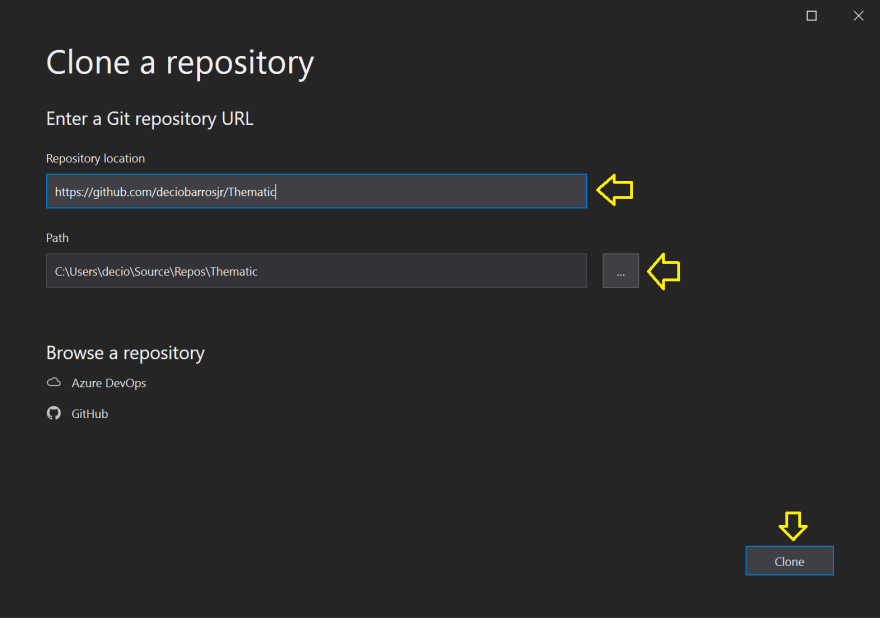 Clone a repository
Enter a Git repository URL
Repository location
https://github.com/deciobarrosjr/Thematic
Path
C:\Users\decio\Source\Repos\Thematic
...
Browse a repository
Azure DevOps
GitHub
Clone